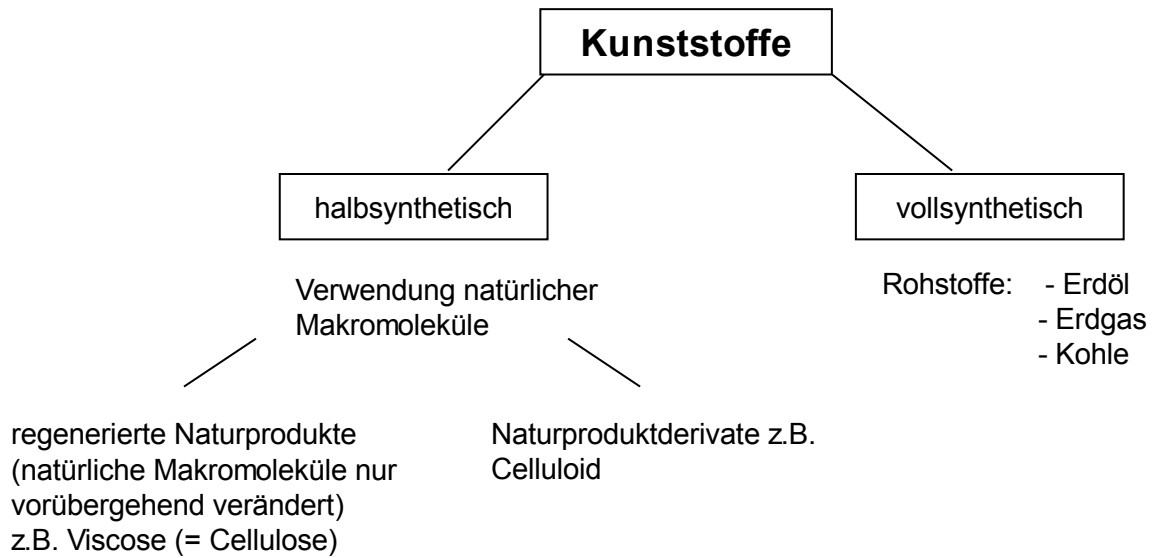 Kunststoffe
halbsynthetisch
vollsynthetisch
Verwendung natürlicher
Makromoleküle
Rohstoffe: - Erdöl
- Erdgas
- Kohle
regenerierte Naturprodukte
(natürliche Makromoleküle nur
vorübergehend verändert)
z.B. Viscose (= Cellulose)
Naturproduktderivate z.B.
Celluloid